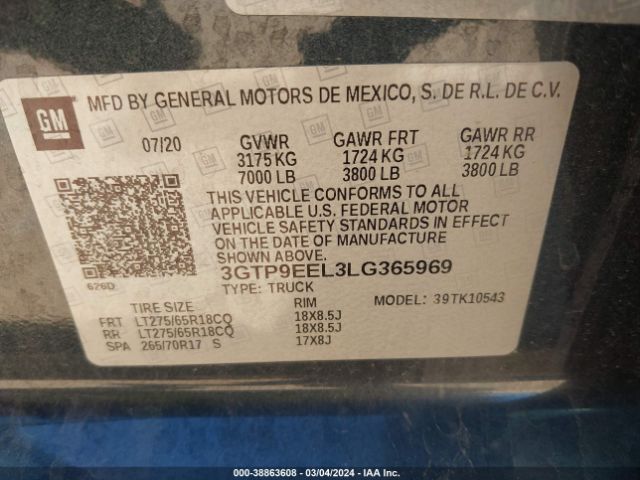 GM
MFD BY GENERAL MOTORS DE MEXICO, S. DE R.L. DE C.V.
07/20 GVWR GAWR FRT GAWR RR
3175 KG 1724 KG 1724 KG
7000 LB 3800 LB 3800 LB
THIS VEHICLE CONFORMS TO ALL
APPLICABLE U.S. FEDERAL MOTOR
VEHICLE SAFETY STANDARDS IN EFFECT
ON THE DATE OF MANUFACTURE
SHOWN ABOVE.
3GTP9EEL3LG365969
626D TYPE: TRUCK
TIRE SIZE RIM MODEL: 39TK10543
FRT LT275/65R18CQ 18X8.5J
RR LT275/65R18CQ 18X8.5J
SPA 265/70R17 S 17X8J
000-38863608 - 03/04/2024 - IAA Inc.